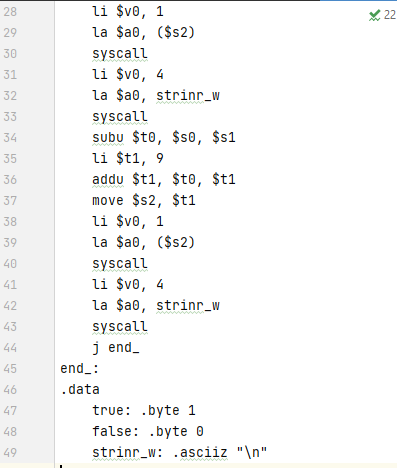 22
28 li $v0, 1
29 la $a0, ($s2)
30 syscall
31 li $v0, 4
32 la $a0, strinr_w
33 syscall
34 subu $t0, $s0, $s1
35 li $t1, 9
36 addu $t1, $t0, $t1
37 move $s2, $t1
38 li $v0, 1
39 la $a0, ($s2)
40 syscall
41 li $v0, 4
42 la $a0, strinr_w
43 syscall
44 j end_
45 end_:
46 .data
47 true: .byte 1
48 false: .byte 0
49 strinr_w: .asciiz "\n"